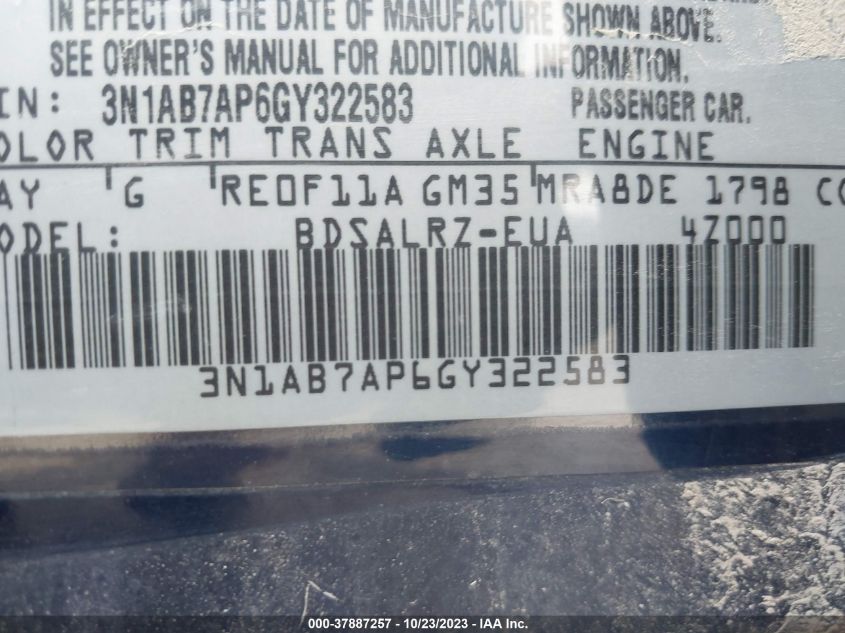 IN EFFECT ON THE DATE OF MANUFACTURE SHOWN ABOVE.
SEE OWNER'S MANUAL FOR ADDITIONAL INFORMATION.
IN: 3N1AB7AP6GY322583 PASSENGER CAR.
OLOR TRIM TRANS AXLE ENGINE
AY G RE0F11A GM35 MRA8DE 1798 CC
ODEL: BDSALRZ-EUA 4Z000
3N1AB7AP6GY322583
000-37887257 - 10/23/2023 - IAA Inc.